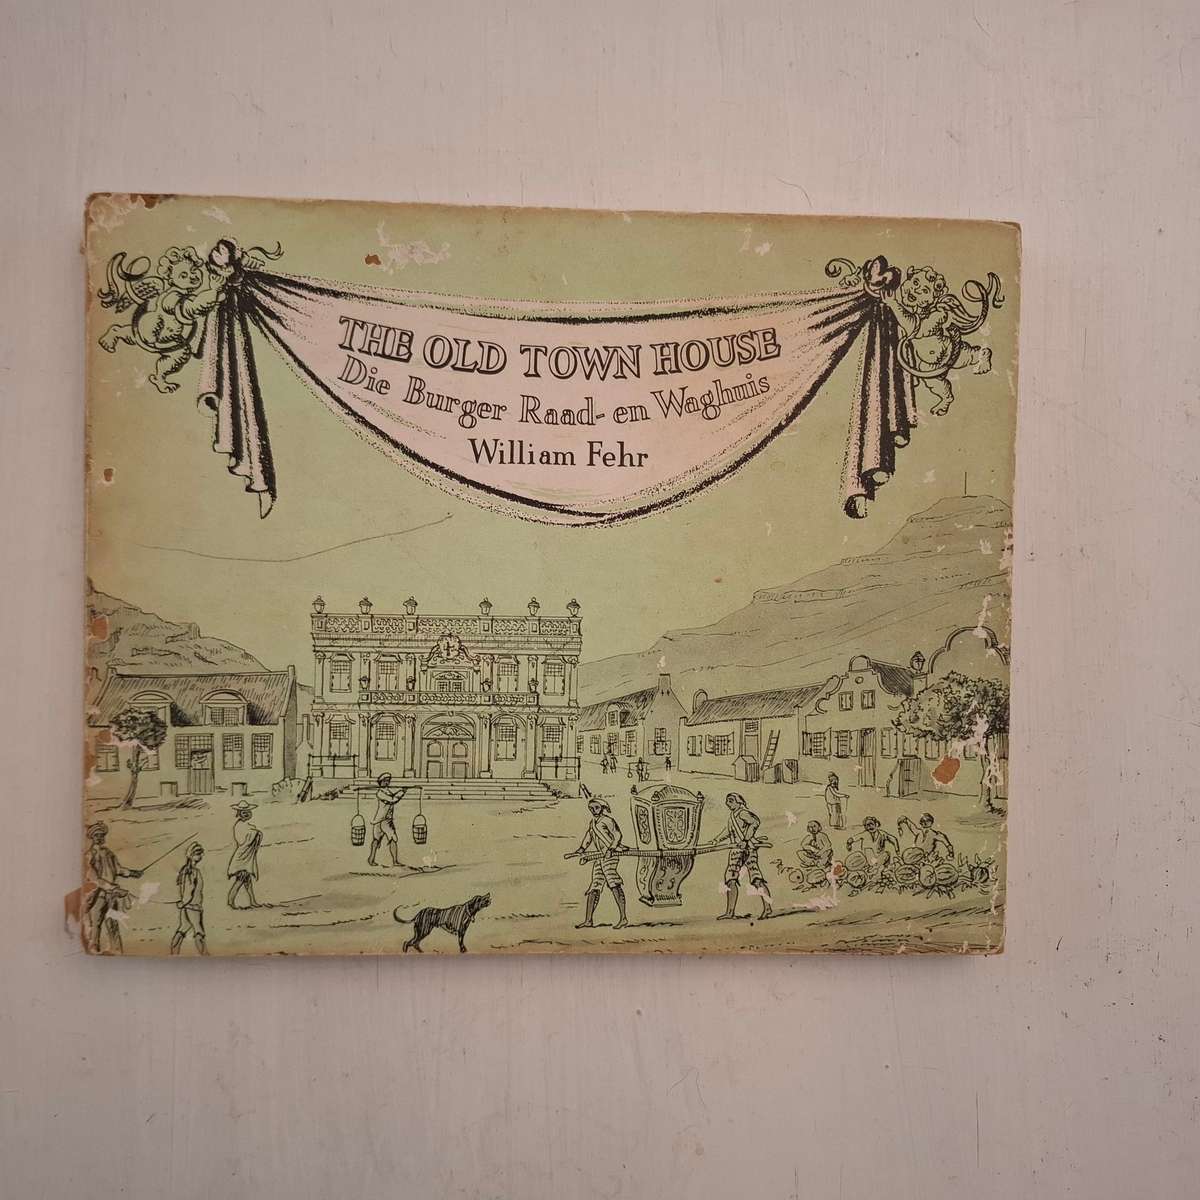 THE OLD TOWN HOUSE
Die Burger Raad- en Waghuis
William Fehr